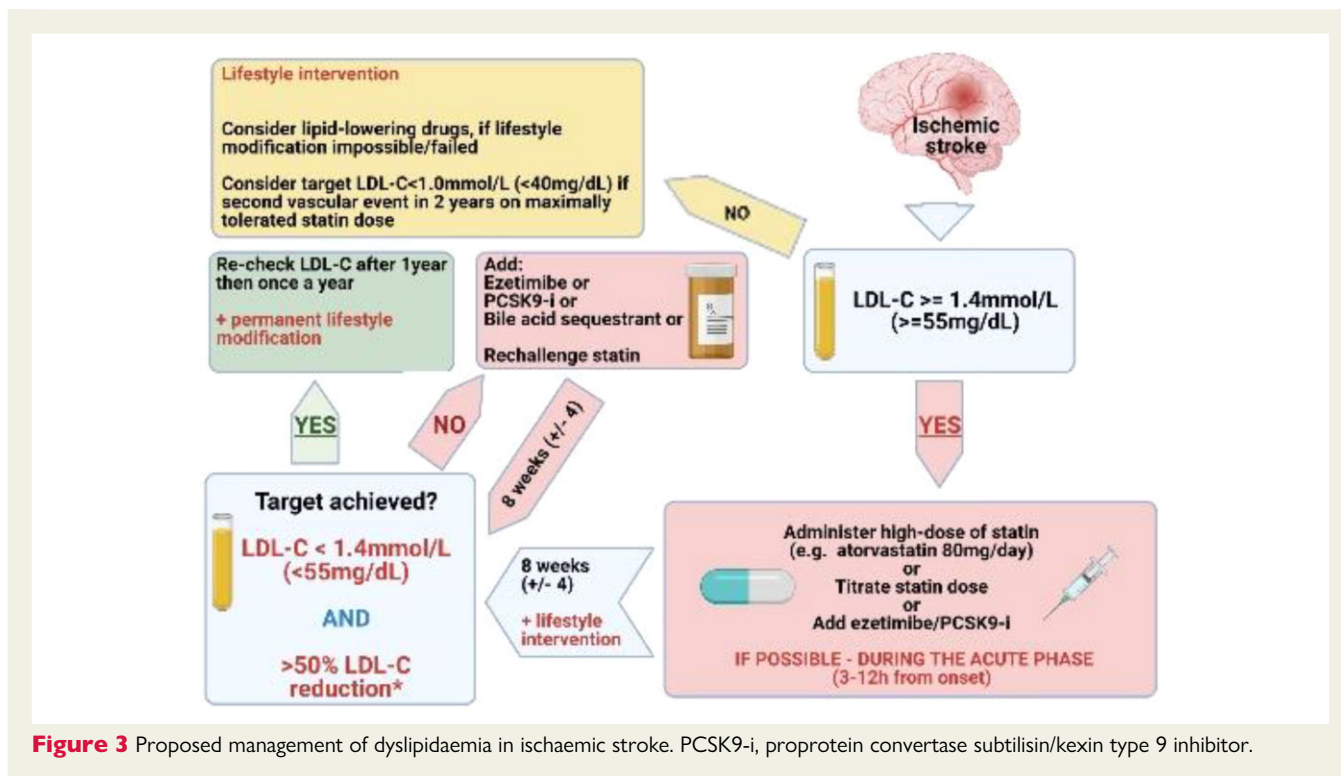 Lifestyle intervention
Consider lipid-lowering drugs, if lifestyle
modification impossible/failed
Consider target LDL-C<1.0mmol/L (<40mg/dL) if
second vascular event in 2 years on maximally
tolerated statin dose
Ischemic
stroke
NO
LDL-C >= 1.4mmol/L
(>=55mg/dL)
Re-check LDL-C after 1year
then once a year
+ permanent lifestyle
modification
Add:
Ezetimibe or
PCSK9-i or
Bile acid sequestrant or
Rechallenge statin
YES
NO
8 weeks (+/- 4)
YES
Target achieved?
LDL-C < 1.4mmol/L
(<55mg/dL)
AND
>50% LDL-C
reduction*
8 weeks
(+/- 4)
+ lifestyle
intervention
Administer high-dose of statin
(e.g. atorvastatin 80mg/day)
or
Titrate statin dose
or
Add ezetimibe/PCSK9-i
IF POSSIBLE - DURING THE ACUTE PHASE
(3-12h from onset)
Figure 3 Proposed management of dyslipidaemia in ischaemic stroke. PCSK9-i, proprotein convertase subtilisin/kexin type 9 inhibitor.